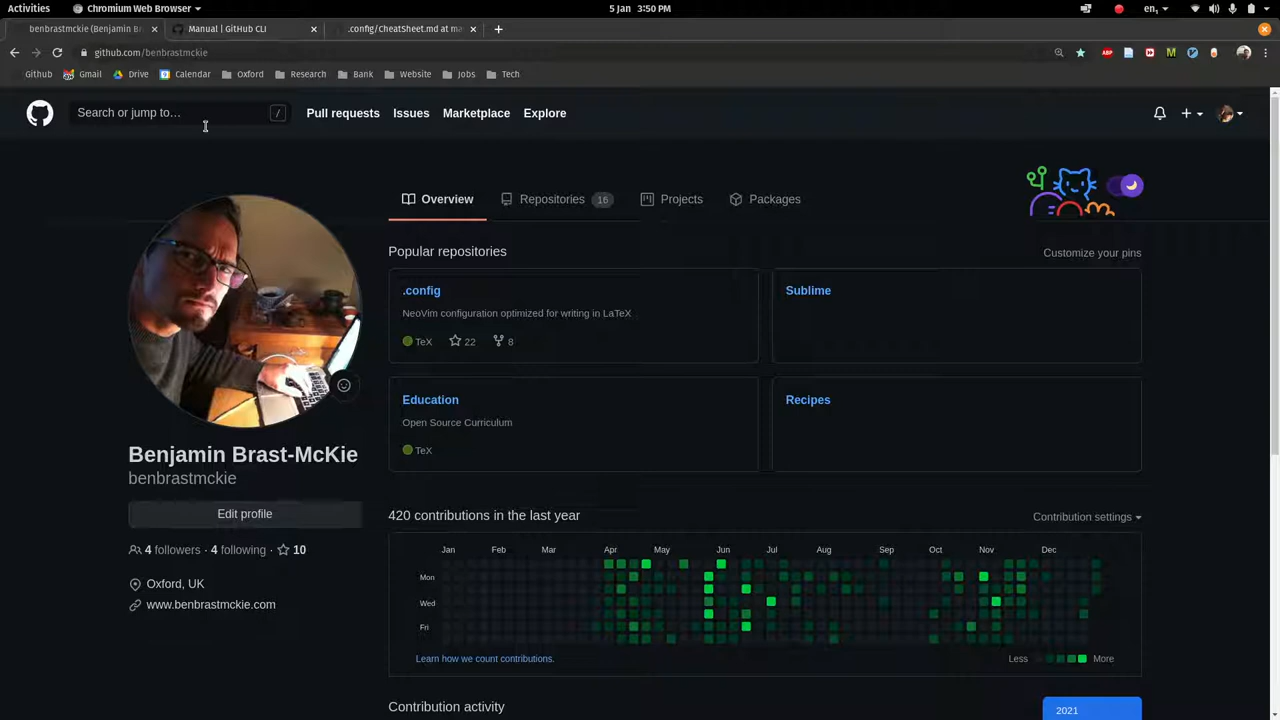 Activities Chromium Web Browser 5 Jan 3:50 PM en₁
benbrastmckie (Benjamin B × Manual | GitHub CLI × .config/CheatSheet.md at ma ×
github.com/benbrastmckie ABP
Github Gmail Drive Calendar Oxford Research Bank Website Jobs Tech
Search or jump to… / Pull requests Issues Marketplace Explore
Overview Repositories 16 Projects Packages
Popular repositories Customize your pins
.config Sublime
NeoVim configuration optimized for writing in LaTeX
TeX 22 8
Education Recipes
Open Source Curriculum
TeX
Benjamin Brast-McKie
benbrastmckie
Edit profile
4 followers · 4 following · 10
Oxford, UK
www.benbrastmckie.com
420 contributions in the last year Contribution settings
Jan Feb Mar Apr May Jun Jul Aug Sep Oct Nov Dec
Mon
Wed
Fri
Learn how we count contributions. Less More
Contribution activity 2021